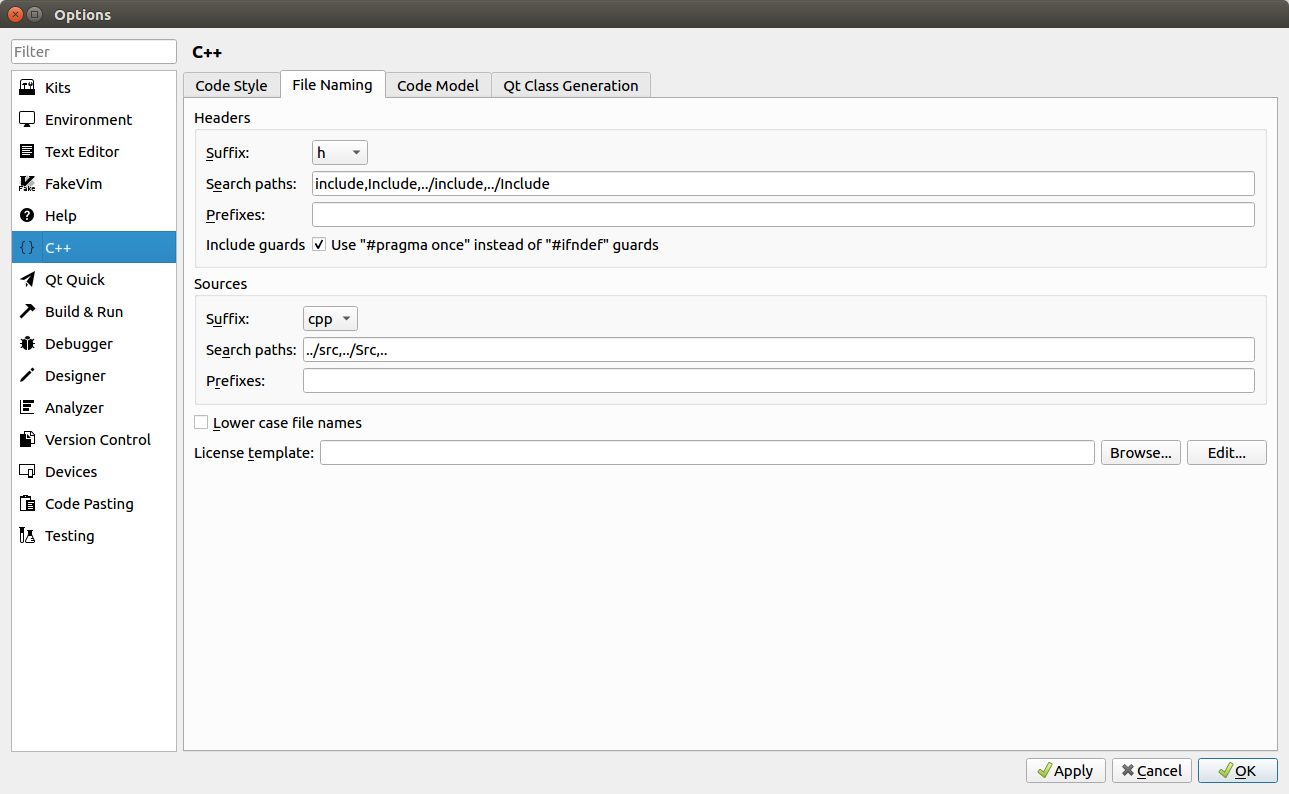 Options
Filter
Kits
Environment
Text Editor
FakeVim
Help
C++
Qt Quick
Build & Run
Debugger
Designer
Analyzer
Version Control
Devices
Code Pasting
Testing
C++
Code Style File Naming Code Model Qt Class Generation
Headers
Suffix: h
Search paths: include,Include,../include,../Include
Prefixes:
Include guards Use "#pragma once" instead of "#ifndef" guards
Sources
Suffix: cpp
Search paths: ../src,../Src,..
Prefixes:
Lower case file names
License template: Browse... Edit...
Apply Cancel OK